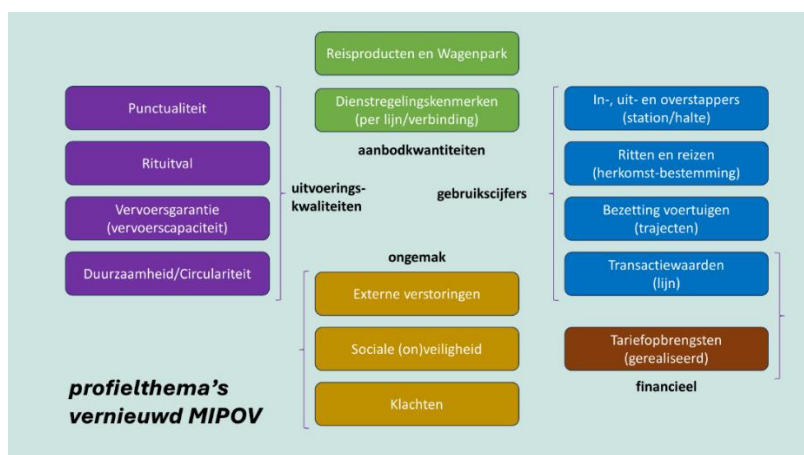 Reisproducten en Wagenpark
Dienstregelingskenmerken
(per lijn/verbinding)
aanbodkwantiteiten
Punctualiteit
Rituitval
Vervoersgarantie
(vervoerscapaciteit)
Duurzaamheid/Circulariteit
uitvoerings-
kwaliteiten
gebruikscijfers
In-, uit- en overstappers
(station/halte)
Ritten en reizen
(herkomst-bestemming)
Bezetting voertuigen
(trajecten)
Transactiewaarden
(lijn)
Tariefopbrengsten
(gerealiseerd)
financieel
ongemak
Externe verstoringen
Sociale (on)veiligheid
Klachten
profielthema's
vernieuwd MIPOV